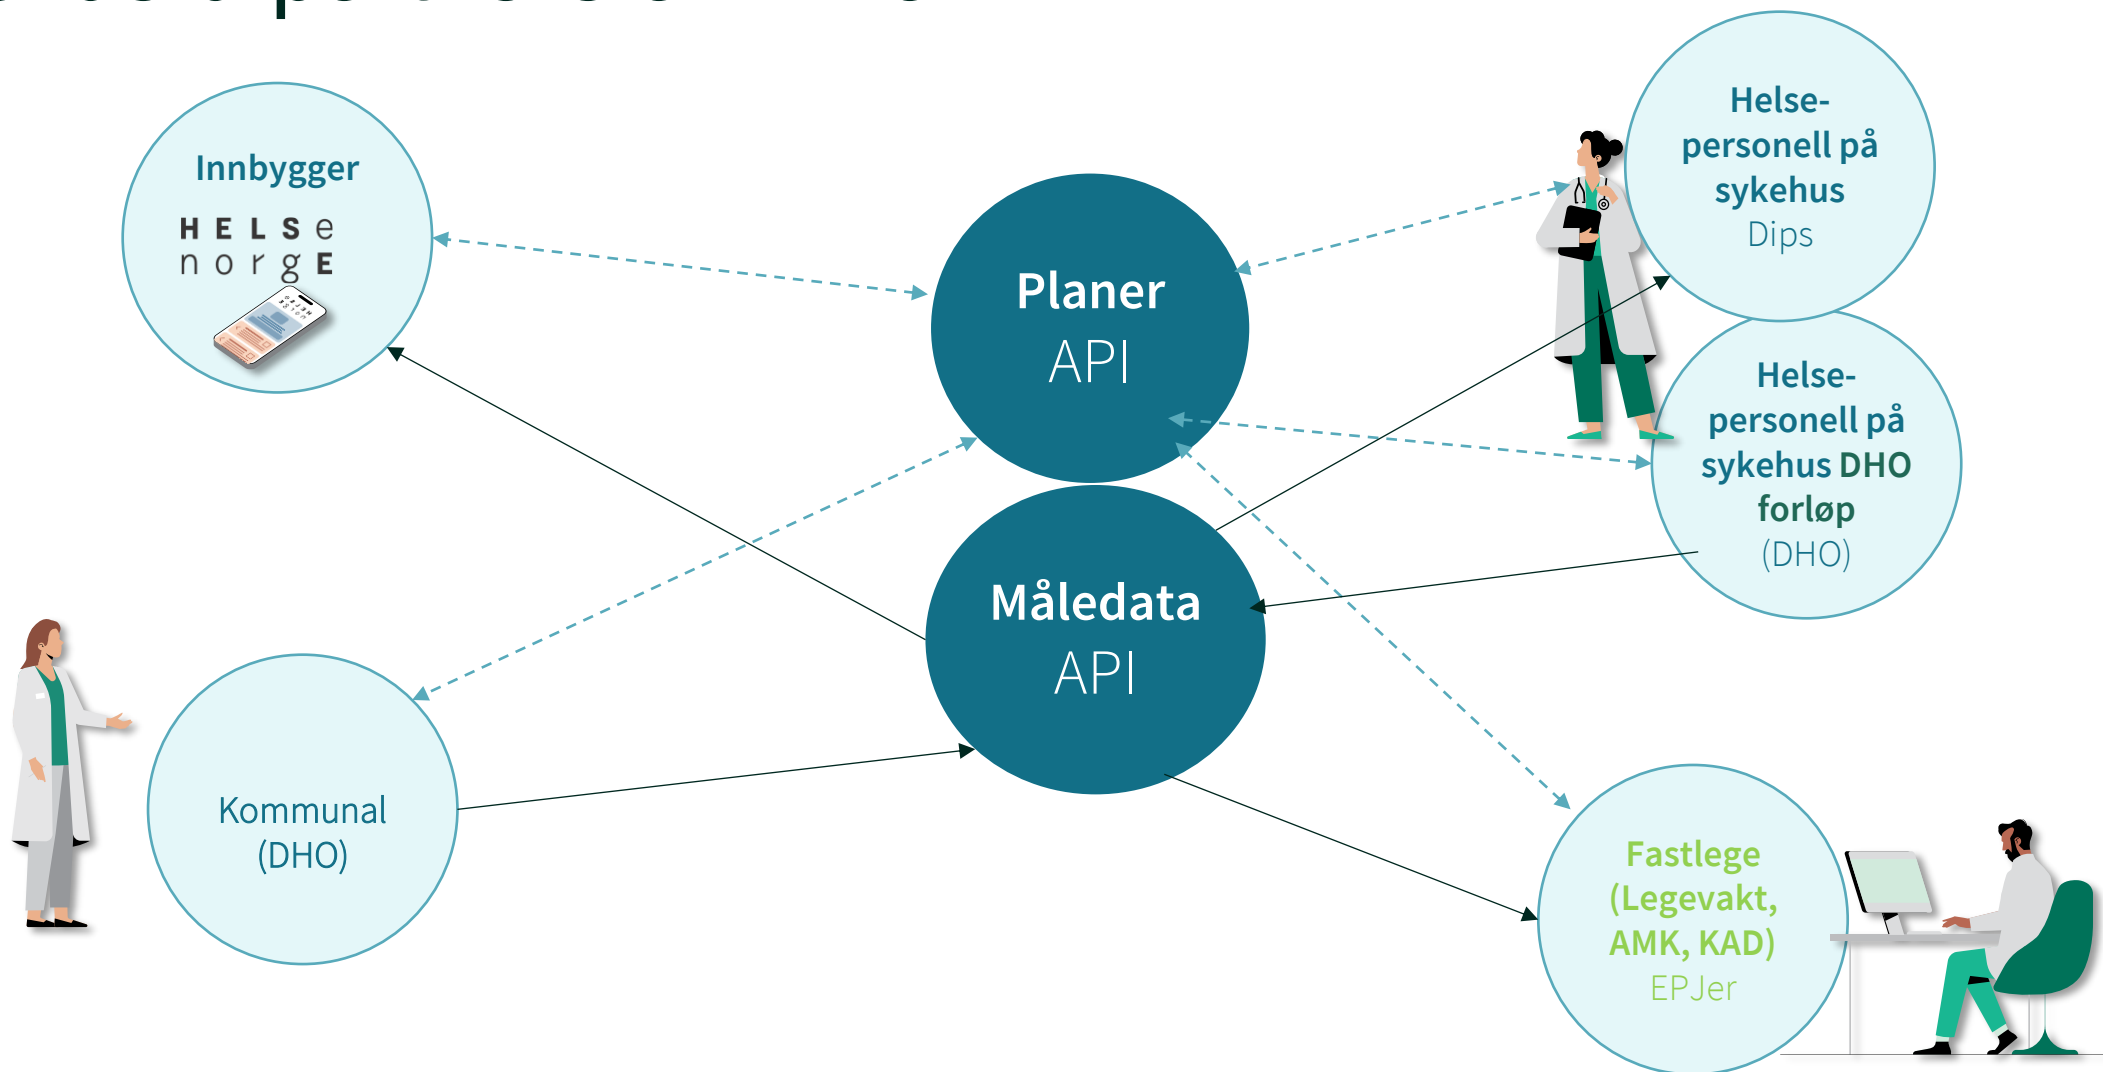 Innbygger
HELSe
norgE
Planer
API
Måledata
API
Helse-
personell på
sykehus
Dips
Helse-
personell på
sykehus DHO
forløp
(DHO)
Kommunal
(DHO)
Fastlege
(Legevakt,
AMK, KAD)
EPJer